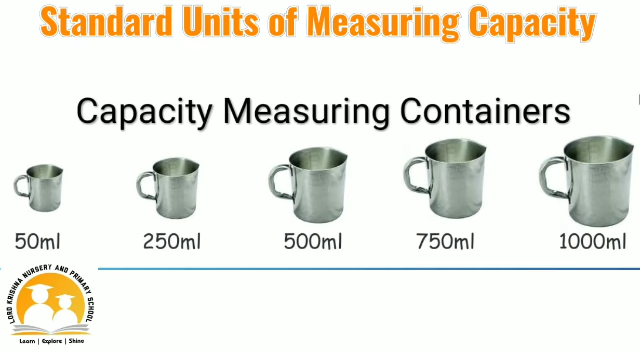 Standard Units of Measuring Capacity
Capacity Measuring Containers
50ml 250ml 500ml 750ml 1000ml
LORD KRISHNA NURSERY AND PRIMARY SCHOOL
Learn | Explore | Shine